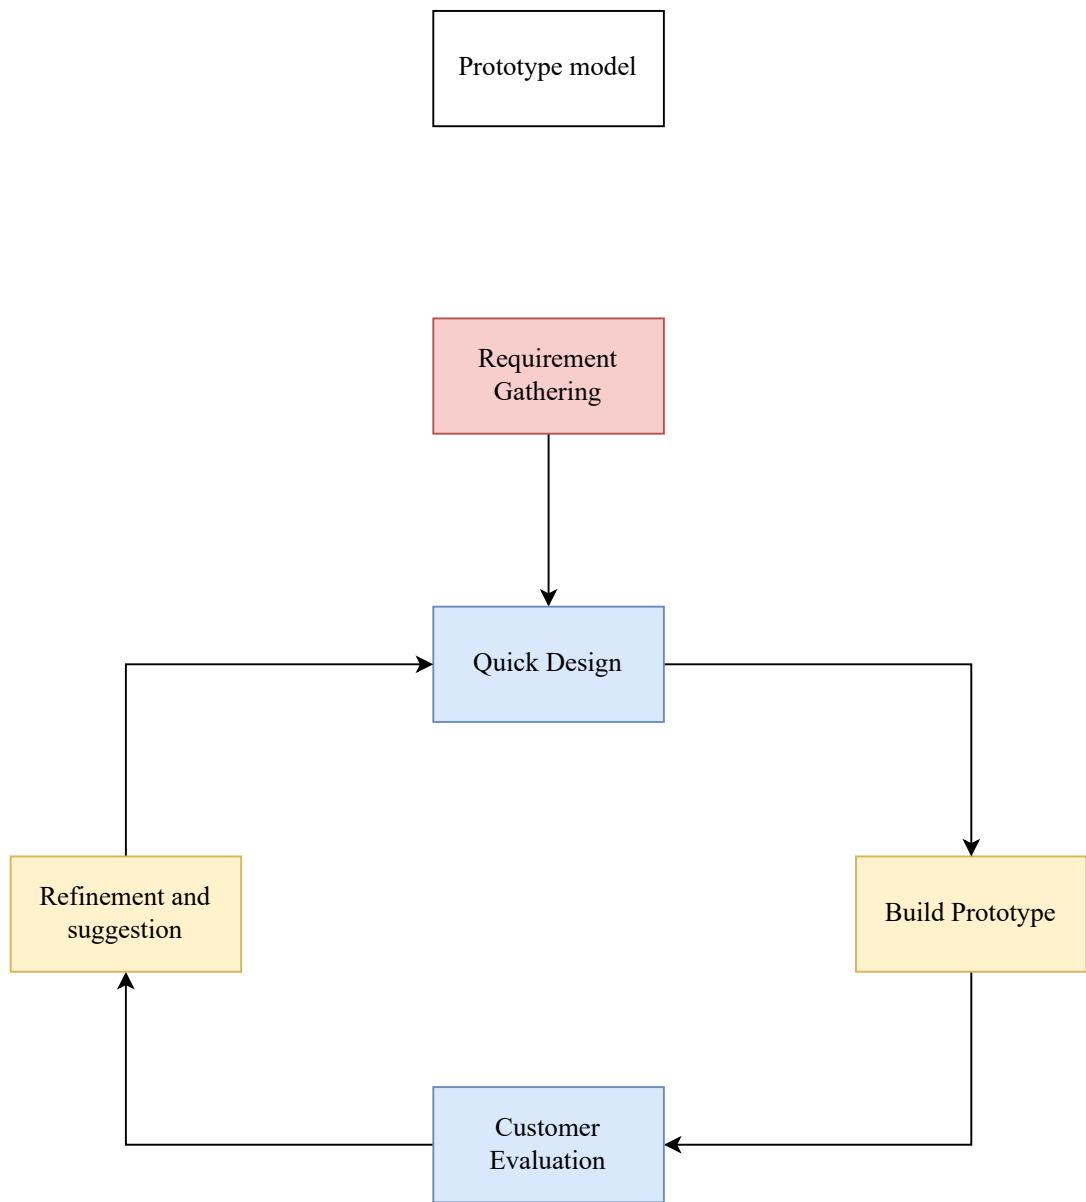 Prototype model
Requirement
Gathering
Quick Design
Refinement and
suggestion
Build Prototype
Customer
Evaluation